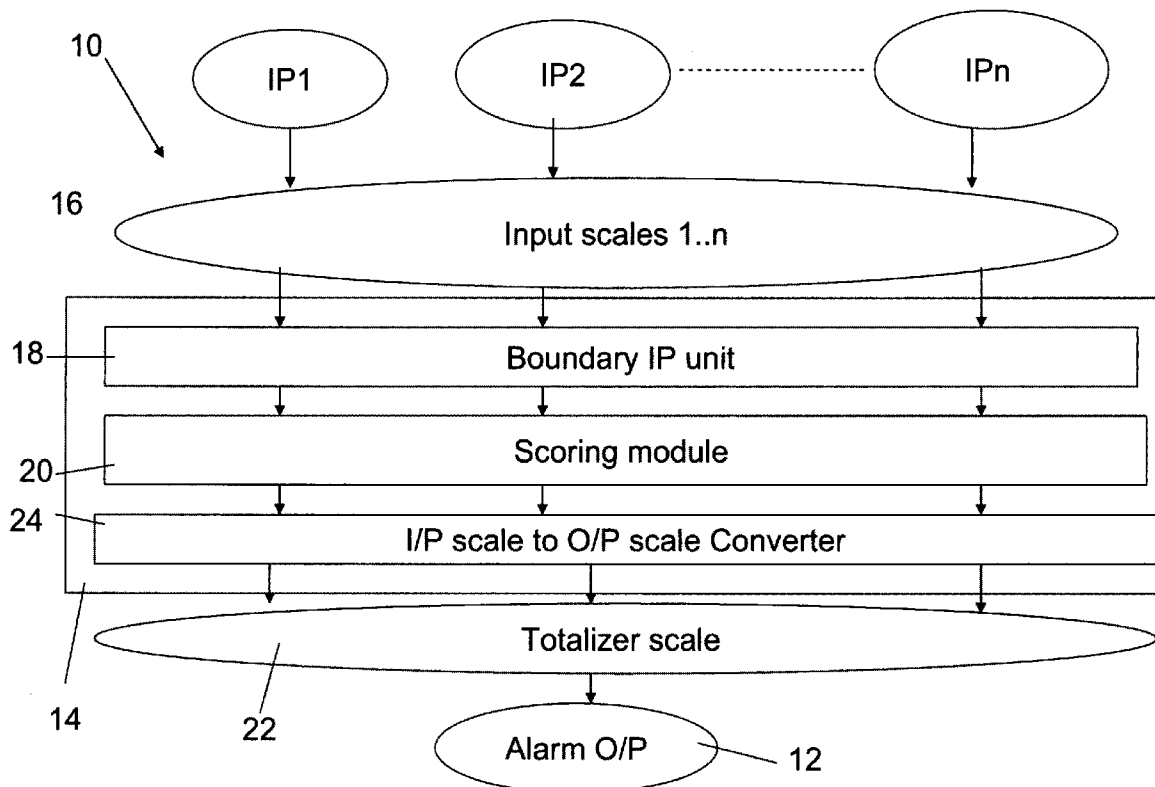 10
IP1
IP2
IPn
16
Input scales 1..n
18
Boundary IP unit
20
Scoring module
24
I/P scale to O/P scale Converter
Totalizer scale
14
22
Alarm O/P
12